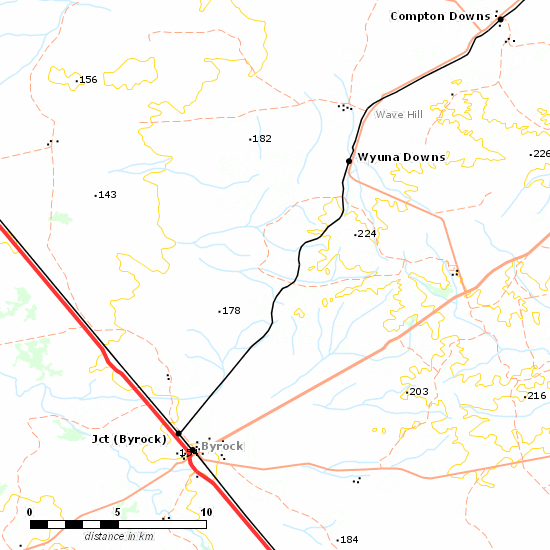 Compton Downs
156
Wave Hill
182
Wyuna Downs
226
143
224
178
203
216
Jct (Byrock)
Byrock
184
0 5 10
distance in km